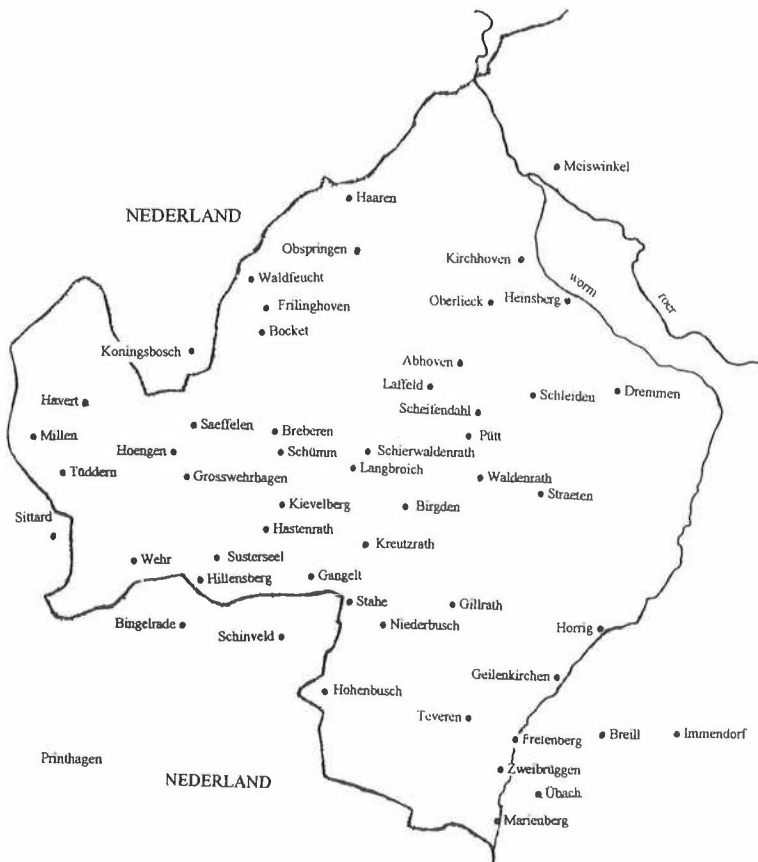 Meiswinkel
Haaren
NEDERLAND
Obspringen
Kirchhoven
Waldfeucht
worm
roer
Frilinghoven
Oberlieck
Heinsberg
Bocket
Koningsbosch
Abhoven
Laffeld
Schleiden
Dremmen
Havert
Scheifendahl
Saeffelen
Breberen
Pütt
Millen
Hoengen
Schümm
Schierwaldenrath
Langbroich
Tüddern
Grosswehrhagen
Waldenrath
Straeten
Kievelberg
Birgden
Sittard
Hastenrath
Kreutzrath
Wehr
Susterseel
Hillensberg
Gangelt
Stahe
Gillrath
Bingelrade
Niederbusch
Horrig
Schinveld
Geilenkirchen
Hohenbusch
Teveren
Frelenberg
Breill
Immendorf
Printhagen
NEDERLAND
Zweibrüggen
Übach
Marienberg